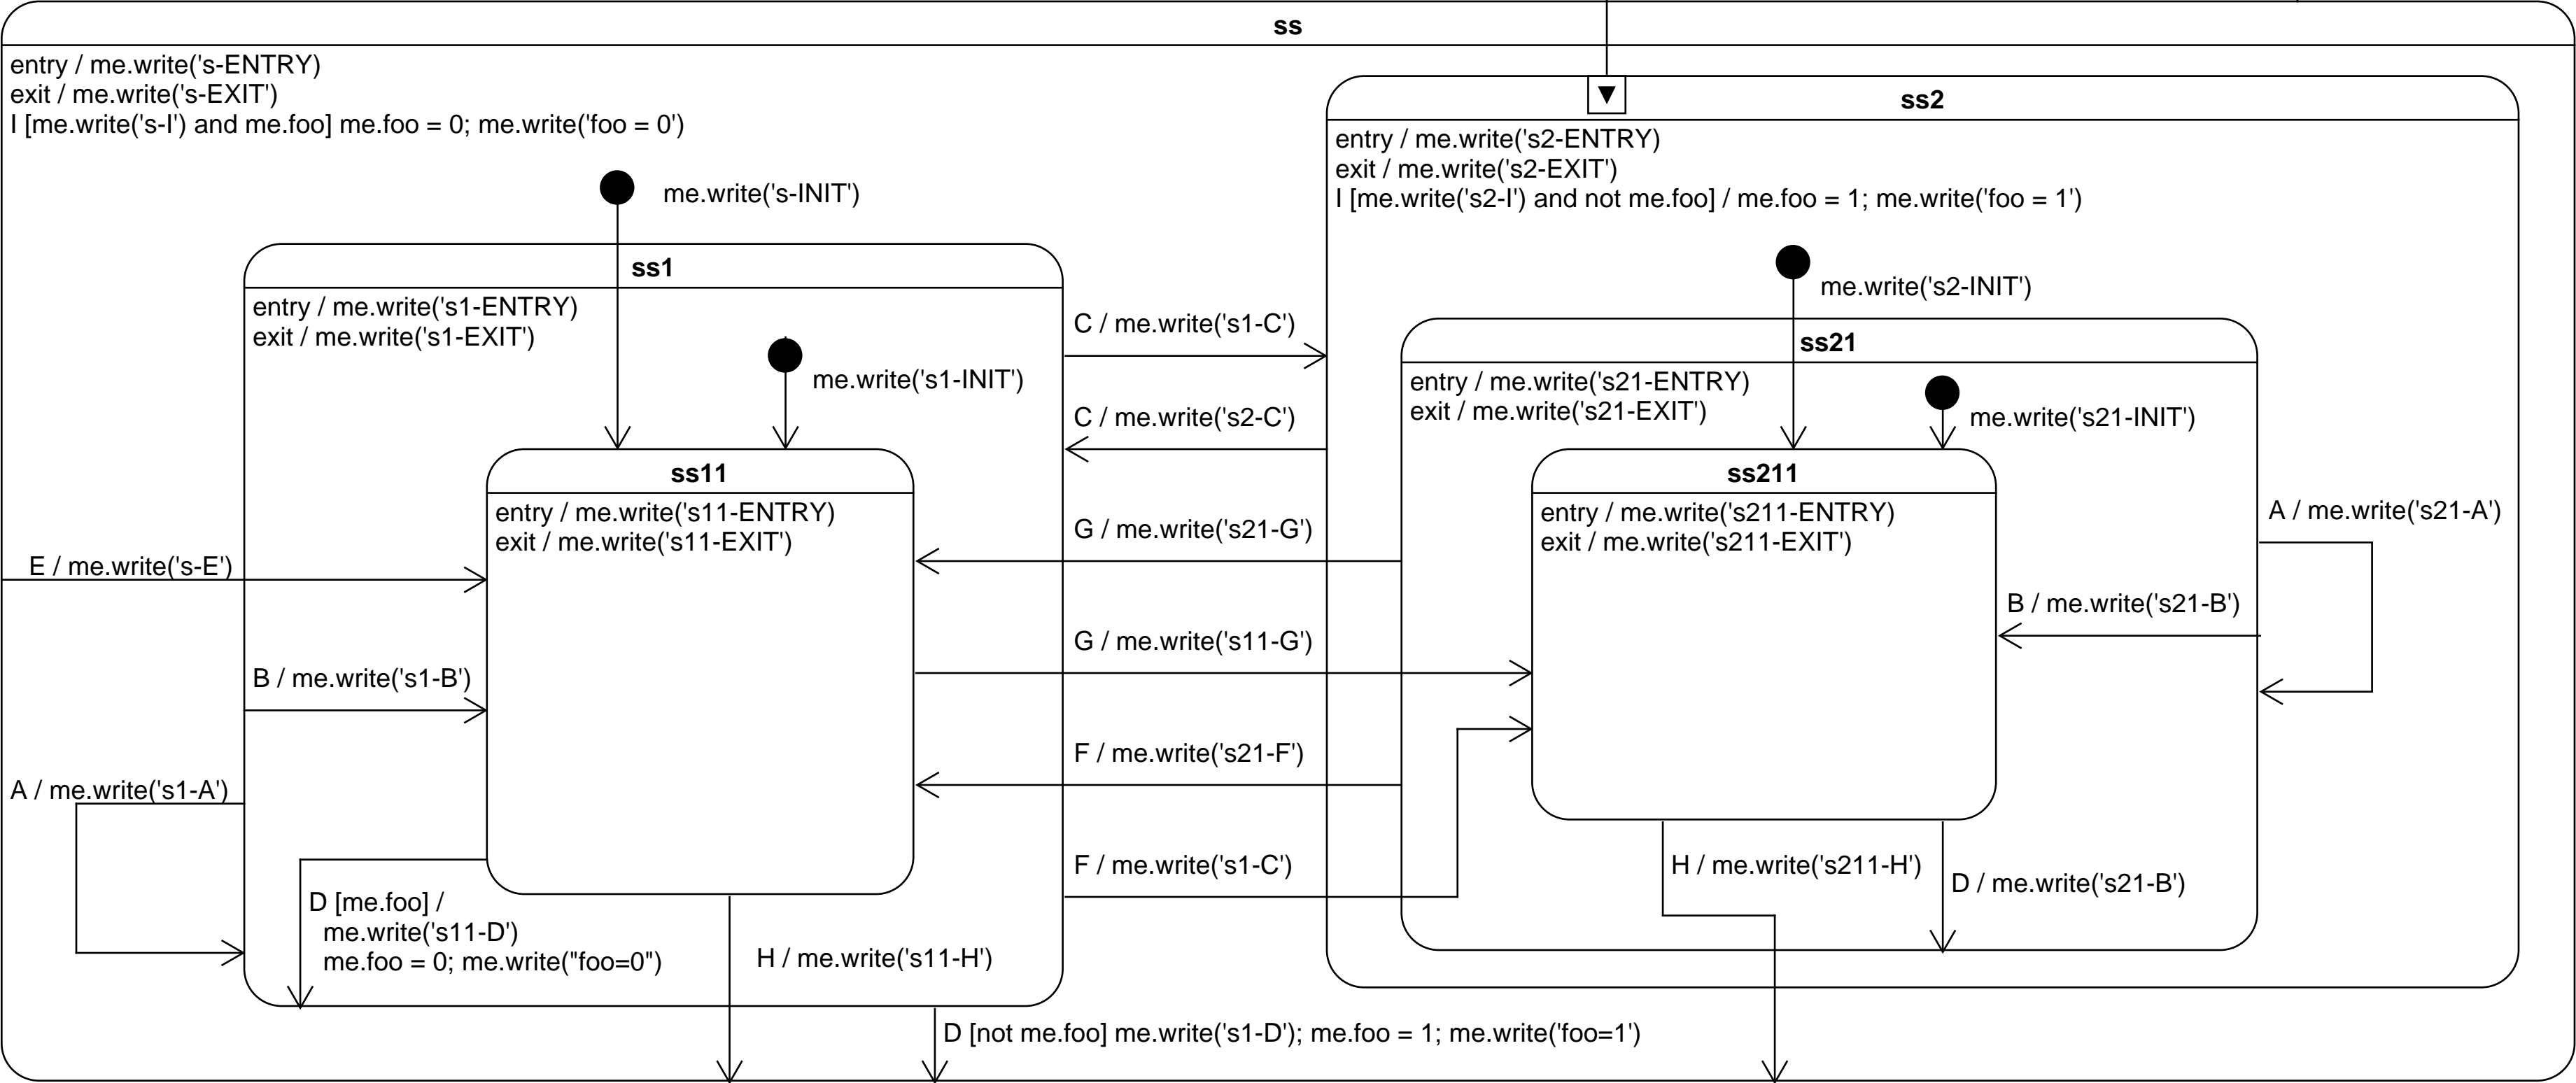 ss
entry / me.write('s-ENTRY)
exit / me.write('s-EXIT')
I [me.write('s-I') and me.foo] me.foo = 0; me.write('foo = 0')
me.write('s-INIT')
ss1
entry / me.write('s1-ENTRY)
exit / me.write('s1-EXIT')
me.write('s1-INIT')
ss11
entry / me.write('s11-ENTRY)
exit / me.write('s11-EXIT')
E / me.write('s-E')
B / me.write('s1-B')
A / me.write('s1-A')
D [me.foo] /
me.write('s11-D')
me.foo = 0; me.write("foo=0")
H / me.write('s11-H')
D [not me.foo] me.write('s1-D'); me.foo = 1; me.write('foo=1')
C / me.write('s1-C')
C / me.write('s2-C')
G / me.write('s21-G')
G / me.write('s11-G')
F / me.write('s21-F')
F / me.write('s1-C')
ss2
entry / me.write('s2-ENTRY)
exit / me.write('s2-EXIT')
I [me.write('s2-I') and not me.foo] / me.foo = 1; me.write('foo = 1')
me.write('s2-INIT')
ss21
entry / me.write('s21-ENTRY)
exit / me.write('s21-EXIT')
me.write('s21-INIT')
ss211
entry / me.write('s211-ENTRY)
exit / me.write('s211-EXIT')
A / me.write('s21-A')
B / me.write('s21-B')
H / me.write('s211-H')
D / me.write('s21-B')